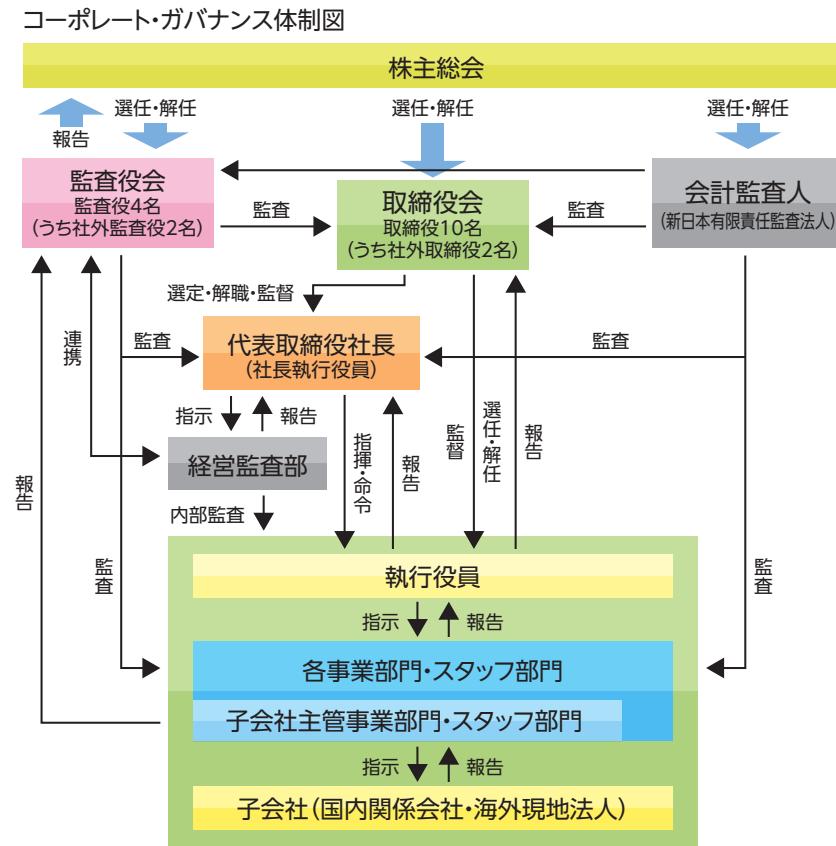 コーポレート・ガバナンス体制図
株主総会
報告
選任・解任
選任・解任
選任・解任
監査役会
監査役4名
(うち社外監査役2名)
監査
取締役会
取締役10名
(うち社外取締役2名)
監査
会計監査人
(新日本有限責任監査法人)
選定・解職・監督
連携
監査
代表取締役社長
(社長執行役員)
監査
指示
報告
経営監査部
指揮・命令
報告
監督
選任・解任
報告
報告
内部監査
監査
監査
執行役員
指示
報告
各事業部門・スタッフ部門
子会社主管事業部門・スタッフ部門
指示
報告
子会社(国内関係会社・海外現地法人)